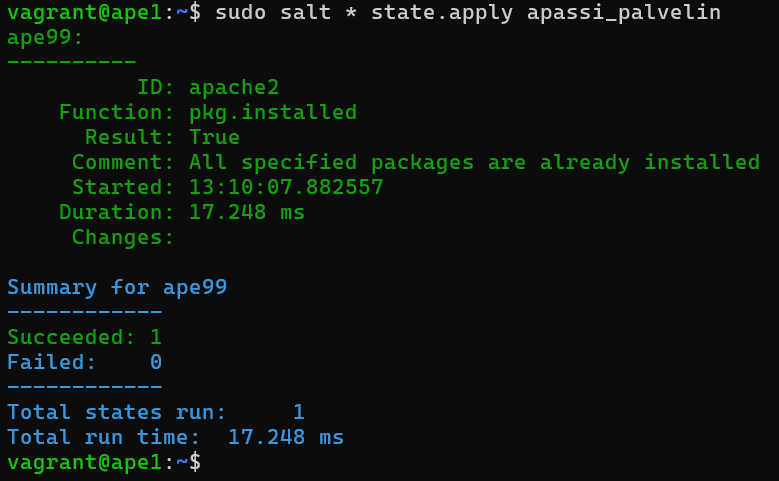 vagrant@ape1:~$ sudo salt * state.apply apassi_palvelin
ape99:
----------
          ID: apache2
    Function: pkg.installed
      Result: True
     Comment: All specified packages are already installed
     Started: 13:10:07.882557
    Duration: 17.248 ms
     Changes:

Summary for ape99
------------
Succeeded: 1
Failed:    0
------------
Total states run:     1
Total run time:  17.248 ms
vagrant@ape1:~$